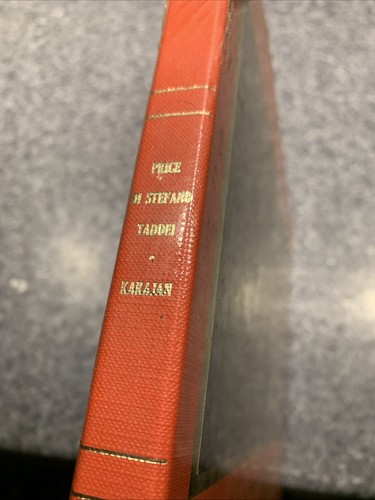 PRICE
DI STEFANO
TADDEI
KARAJAN